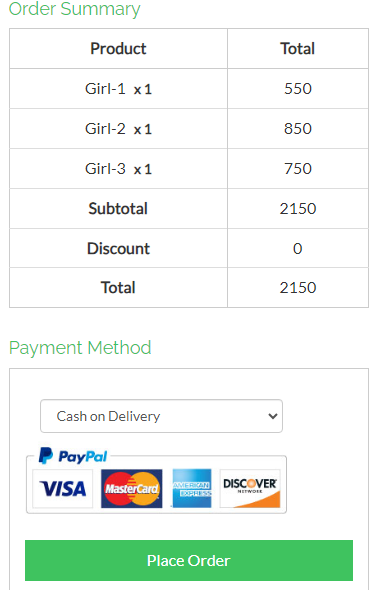 Order Summary
Product Total
Girl-1 x 1 550
Girl-2 x 1 850
Girl-3 x 1 750
Subtotal 2150
Discount 0
Total 2150
Payment Method
Cash on Delivery
PayPal
VISA MasterCard AMERICAN EXPRESS DISCOVER NETWORK
Place Order